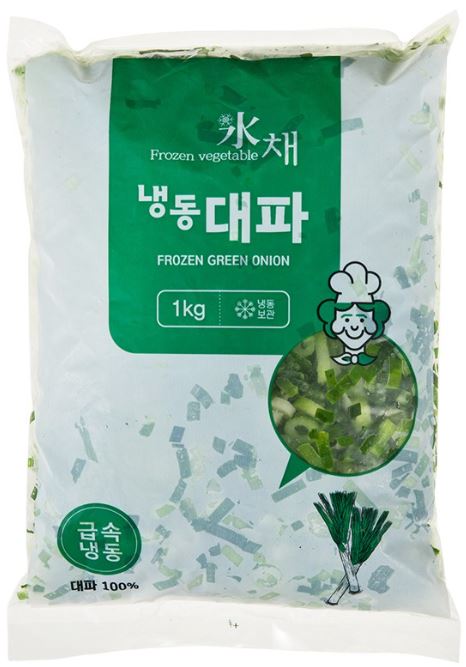 氷채
Frozen vegetable
냉동대파
FROZEN GREEN ONION
1kg
냉동
보관
급속
냉동
대파 100%